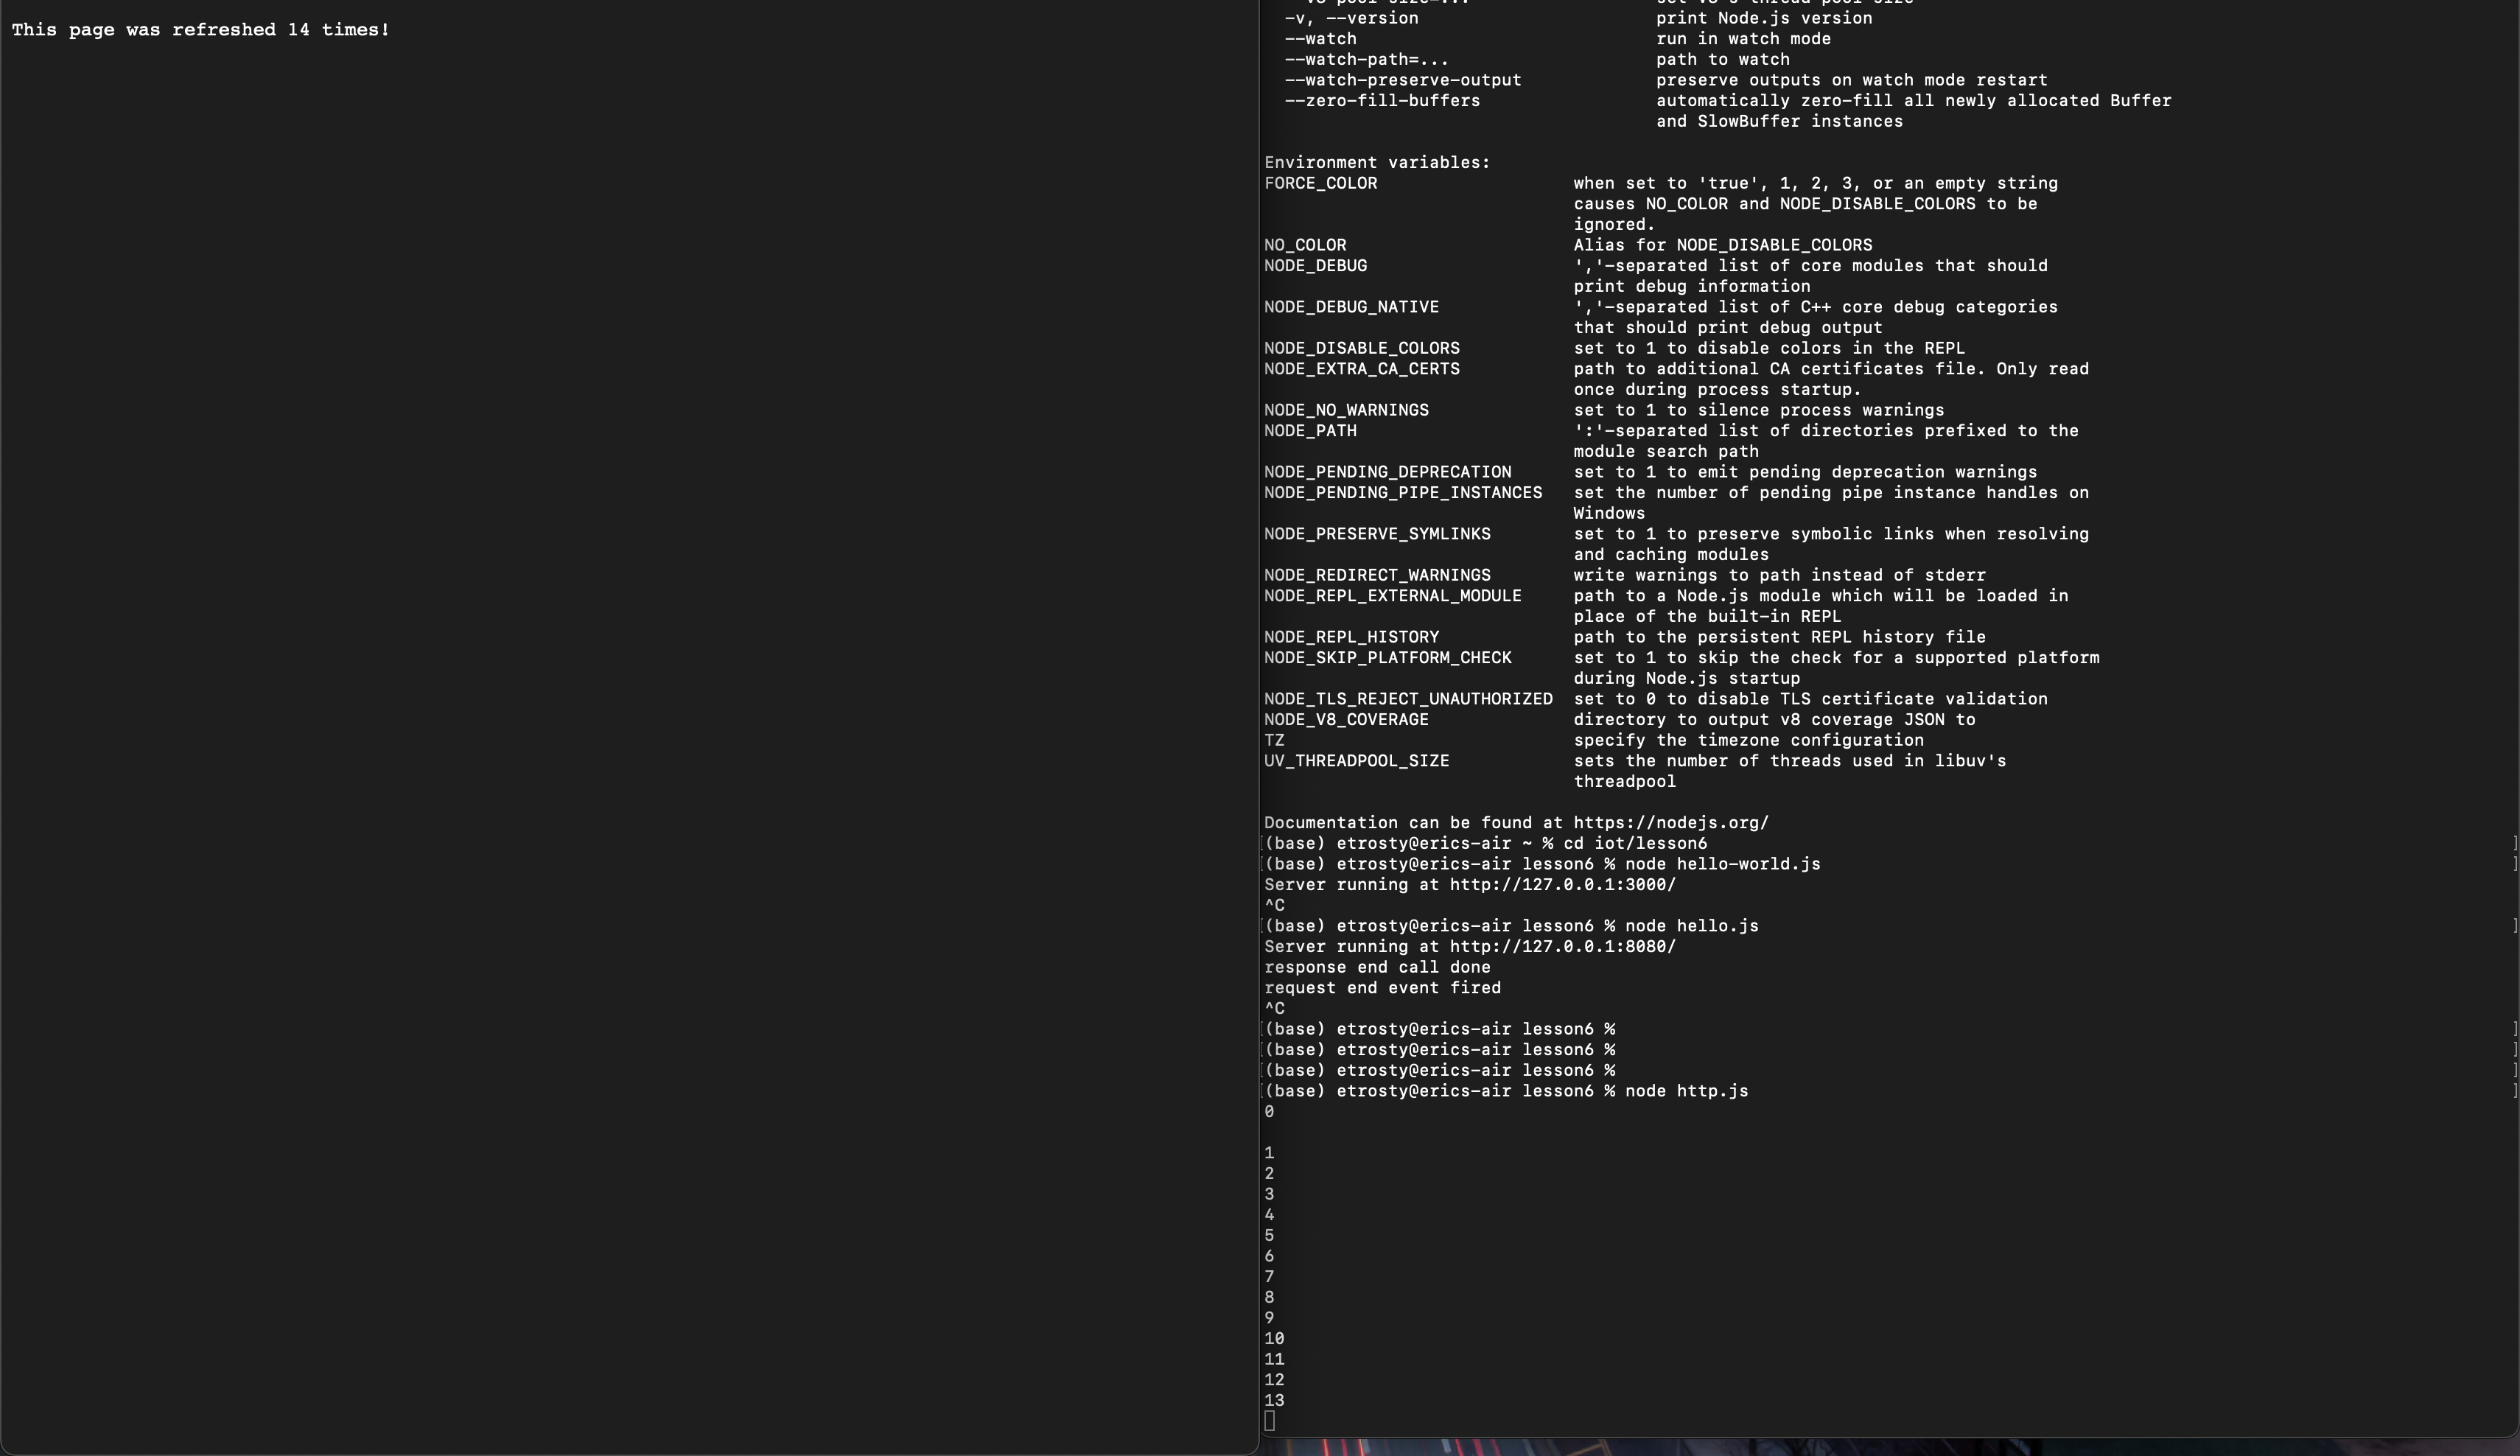 This page was refreshed 14 times!
-v, --version print Node.js version
--watch run in watch mode
--watch-path=... path to watch
--watch-preserve-output preserve outputs on watch mode restart
--zero-fill-buffers automatically zero-fill all newly allocated Buffer
and SlowBuffer instances
Environment variables:
FORCE_COLOR when set to 'true', 1, 2, 3, or an empty string
causes NO_COLOR and NODE_DISABLE_COLORS to be
ignored.
NO_COLOR Alias for NODE_DISABLE_COLORS
NODE_DEBUG ','-separated list of core modules that should
print debug information
NODE_DEBUG_NATIVE ','-separated list of C++ core debug categories
that should print debug output
NODE_DISABLE_COLORS set to 1 to disable colors in the REPL
NODE_EXTRA_CA_CERTS path to additional CA certificates file. Only read
once during process startup.
NODE_NO_WARNINGS set to 1 to silence process warnings
NODE_PATH ':'-separated list of directories prefixed to the
module search path
NODE_PENDING_DEPRECATION set to 1 to emit pending deprecation warnings
NODE_PENDING_PIPE_INSTANCES set the number of pending pipe instance handles on
Windows
NODE_PRESERVE_SYMLINKS set to 1 to preserve symbolic links when resolving
and caching modules
NODE_REDIRECT_WARNINGS write warnings to path instead of stderr
NODE_REPL_EXTERNAL_MODULE path to a Node.js module which will be loaded in
place of the built-in REPL
NODE_REPL_HISTORY path to the persistent REPL history file
NODE_SKIP_PLATFORM_CHECK set to 1 to skip the check for a supported platform
during Node.js startup
NODE_TLS_REJECT_UNAUTHORIZED set to 0 to disable TLS certificate validation
NODE_V8_COVERAGE directory to output v8 coverage JSON to
TZ specify the timezone configuration
UV_THREADPOOL_SIZE sets the number of threads used in libuv's
threadpool
Documentation can be found at https://nodejs.org/
[(base) etrosty@erics-air ~ % cd iot/lesson6 ]
[(base) etrosty@erics-air lesson6 % node hello-world.js ]
Server running at http://127.0.0.1:3000/
^C
[(base) etrosty@erics-air lesson6 % node hello.js ]
Server running at http://127.0.0.1:8080/
response end call done
request end event fired
^C
[(base) etrosty@erics-air lesson6 % ]
[(base) etrosty@erics-air lesson6 % ]
[(base) etrosty@erics-air lesson6 % ]
[(base) etrosty@erics-air lesson6 % node http.js ]
0
1
2
3
4
5
6
7
8
9
10
11
12
13